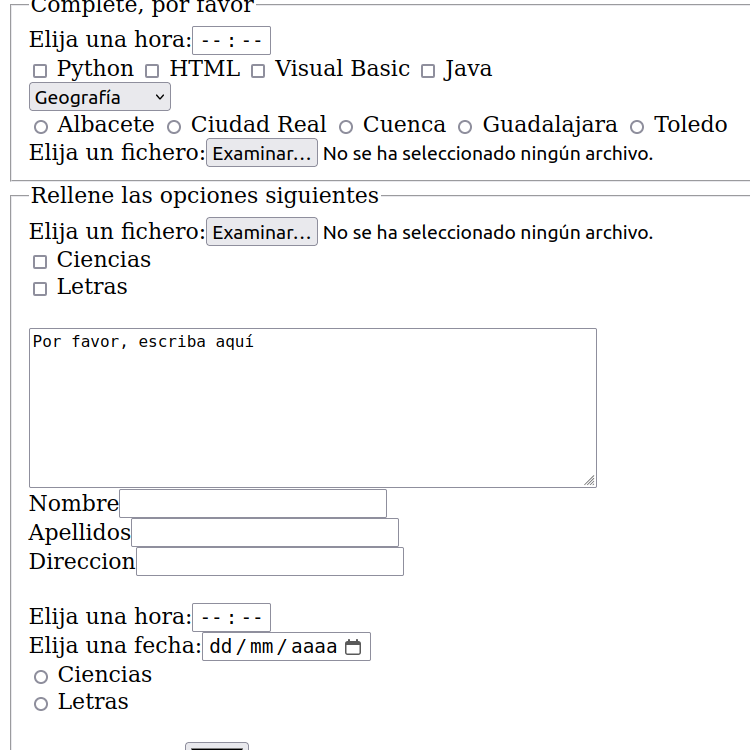 Complete, por favor
Elija una hora: -- : --
Python HTML Visual Basic Java
Geografía
Albacete Ciudad Real Cuenca Guadalajara Toledo
Elija un fichero: Examinar... No se ha seleccionado ningún archivo.
Rellene las opciones siguientes
Elija un fichero: Examinar... No se ha seleccionado ningún archivo.
Ciencias
Letras
Por favor, escriba aquí
Nombre
Apellidos
Direccion
Elija una hora: -- : --
Elija una fecha: dd/mm/aaaa
Ciencias
Letras